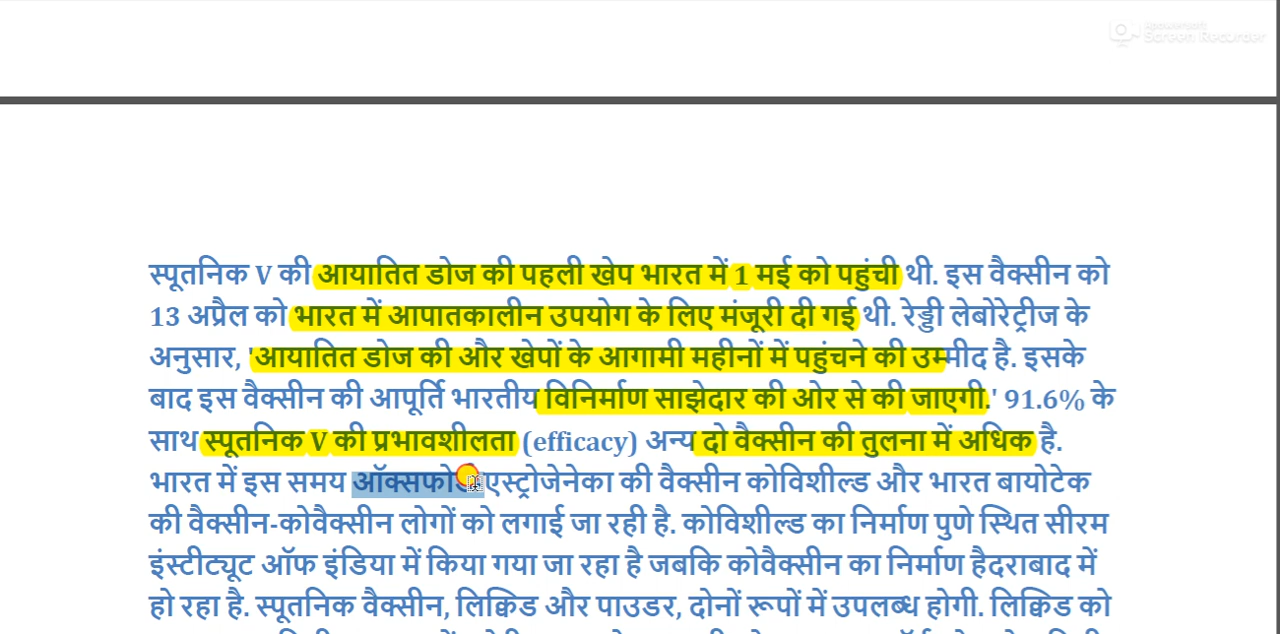 Apowersoft
Screen Recorder
स्पूतनिक V की आयातित डोज की पहली खेप भारत में 1 मई को पहुंची थी. इस वैक्सीन को
13 अप्रैल को भारत में आपातकालीन उपयोग के लिए मंजूरी दी गई थी. रेड्डी लेबोरेट्रीज के
अनुसार, 'आयातित डोज की और खेपों के आगामी महीनों में पहुंचने की उम्मीद है. इसके
बाद इस वैक्सीन की आपूर्ति भारतीय विनिर्माण साझेदार की ओर से की जाएगी.' 91.6% के
साथ स्पूतनिक V की प्रभावशीलता (efficacy) अन्य दो वैक्सीन की तुलना में अधिक है.
भारत में इस समय ऑक्सफोर्ड एस्ट्रोजेनेका की वैक्सीन कोविशील्ड और भारत बायोटेक
की वैक्सीन-कोवैक्सीन लोगों को लगाई जा रही है. कोविशील्ड का निर्माण पुणे स्थित सीरम
इंस्टीट्यूट ऑफ इंडिया में किया गया जा रहा है जबकि कोवैक्सीन का निर्माण हैदराबाद में
हो रहा है. स्पूतनिक वैक्सीन, लिक्विड और पाउडर, दोनों रूपों में उपलब्ध होगी. लिक्विड को